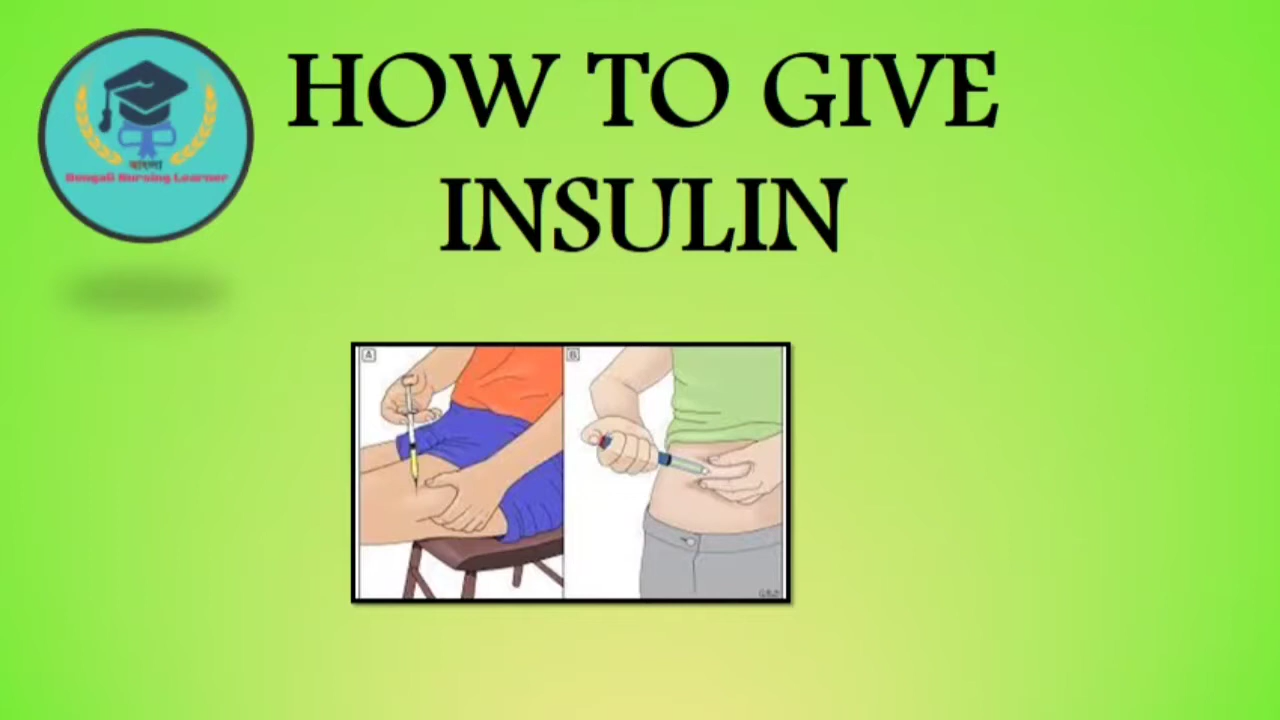 HOW TO GIVE
INSULIN
বাংলা
Bengali Nursing Learner
A
B